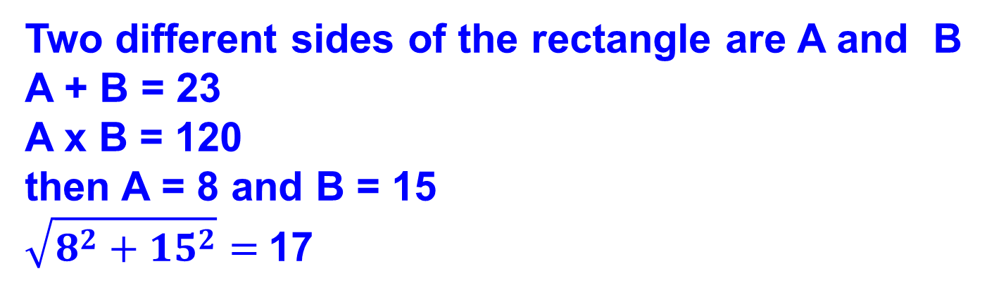 Two different sides of the rectangle are A and B
A + B = 23
A x B = 120
then A = 8 and B = 15
√(8² + 15²) = 17